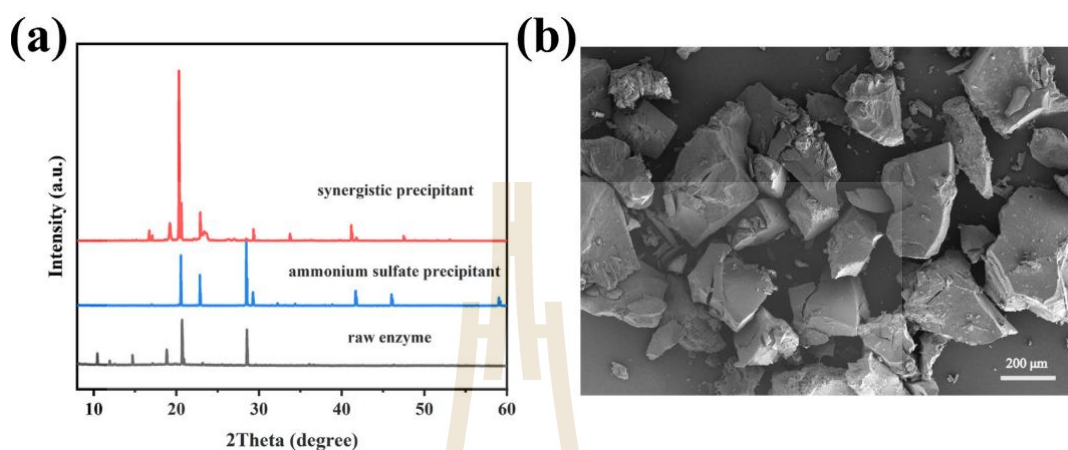 (a)
synergistic precipitant
ammonium sulfate precipitant
raw enzyme
Intensity (a.u.)
10 20 30 40 50 60
2Theta (degree)
(b)
200 μm